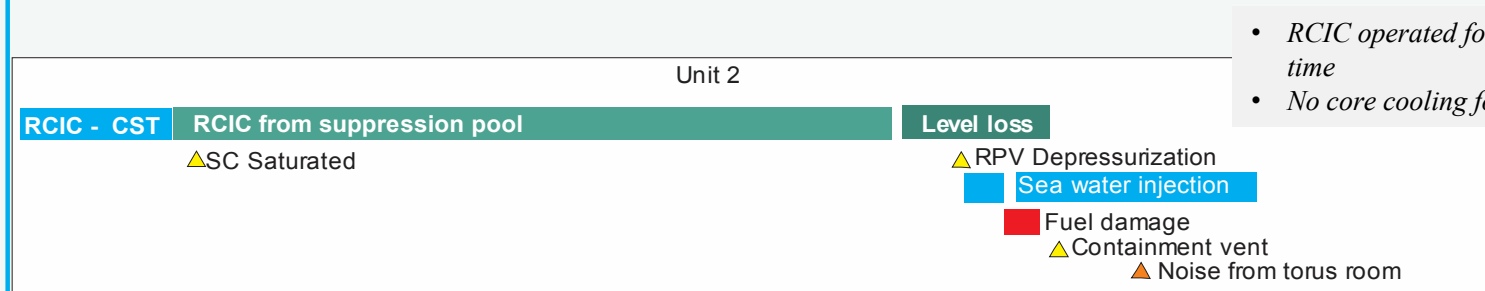 • RCIC operated fo
time
• No core cooling f
Unit 2
RCIC - CST RCIC from suppression pool Level loss
SC Saturated RPV Depressurization
Sea water injection
Fuel damage
Containment vent
Noise from torus room